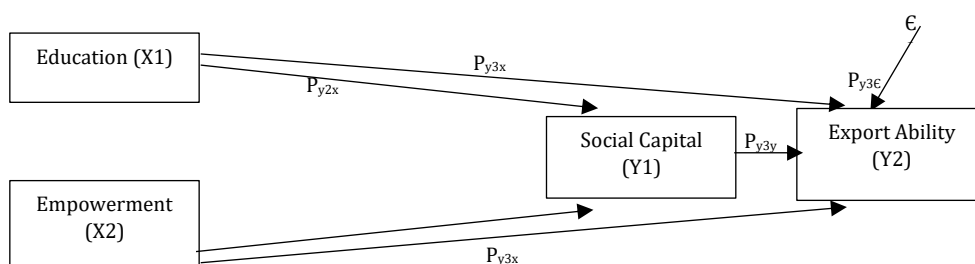 Є
Education (X1)
Py3x
Py3Є
Py2x
Social Capital
(Y1)
Py3y
Export Ability
(Y2)
Empowerment
(X2)
Py3x